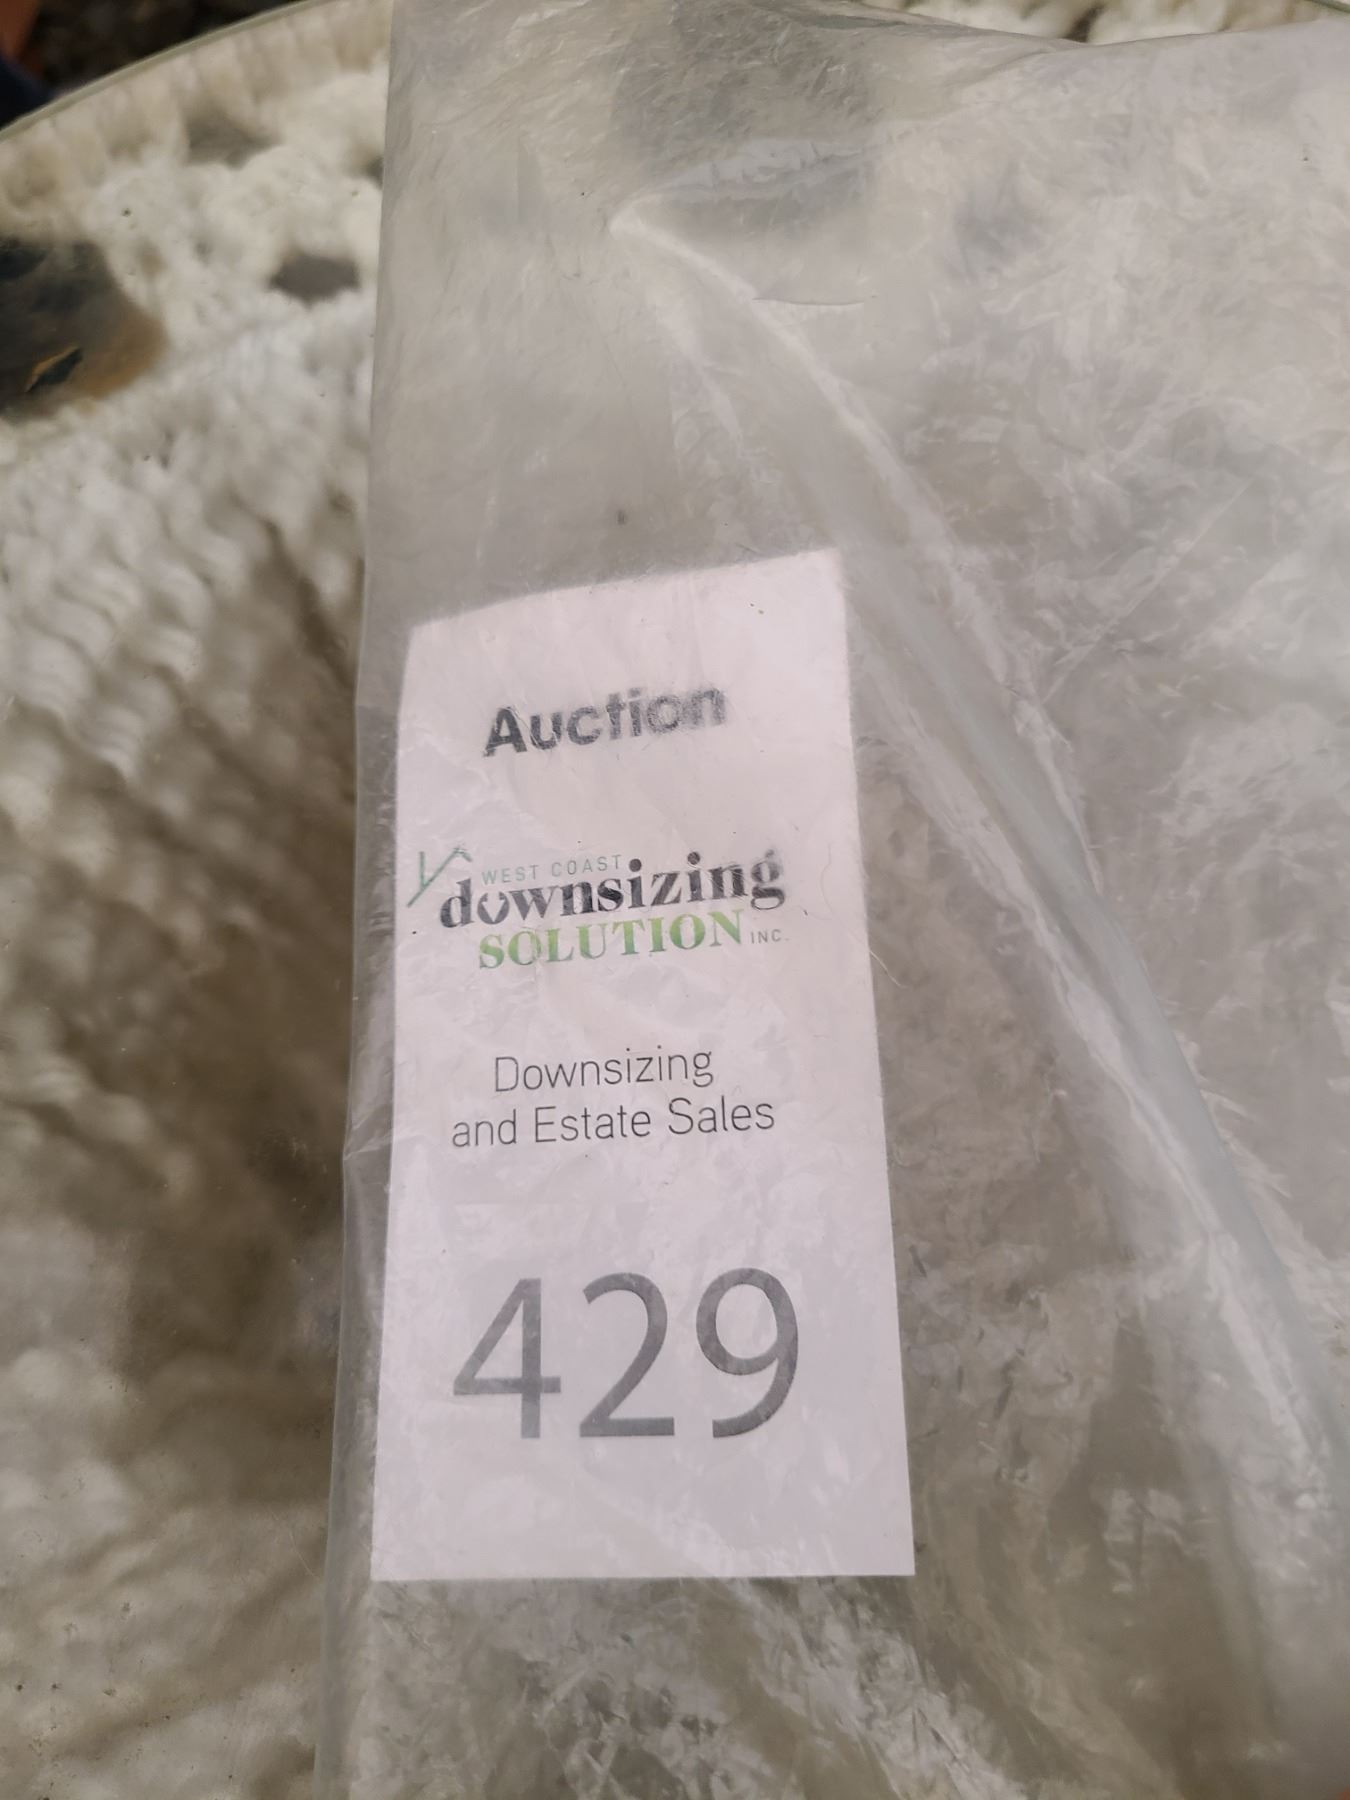 Auction
WEST COAST
downsizing
SOLUTION INC.
Downsizing
and Estate Sales
429